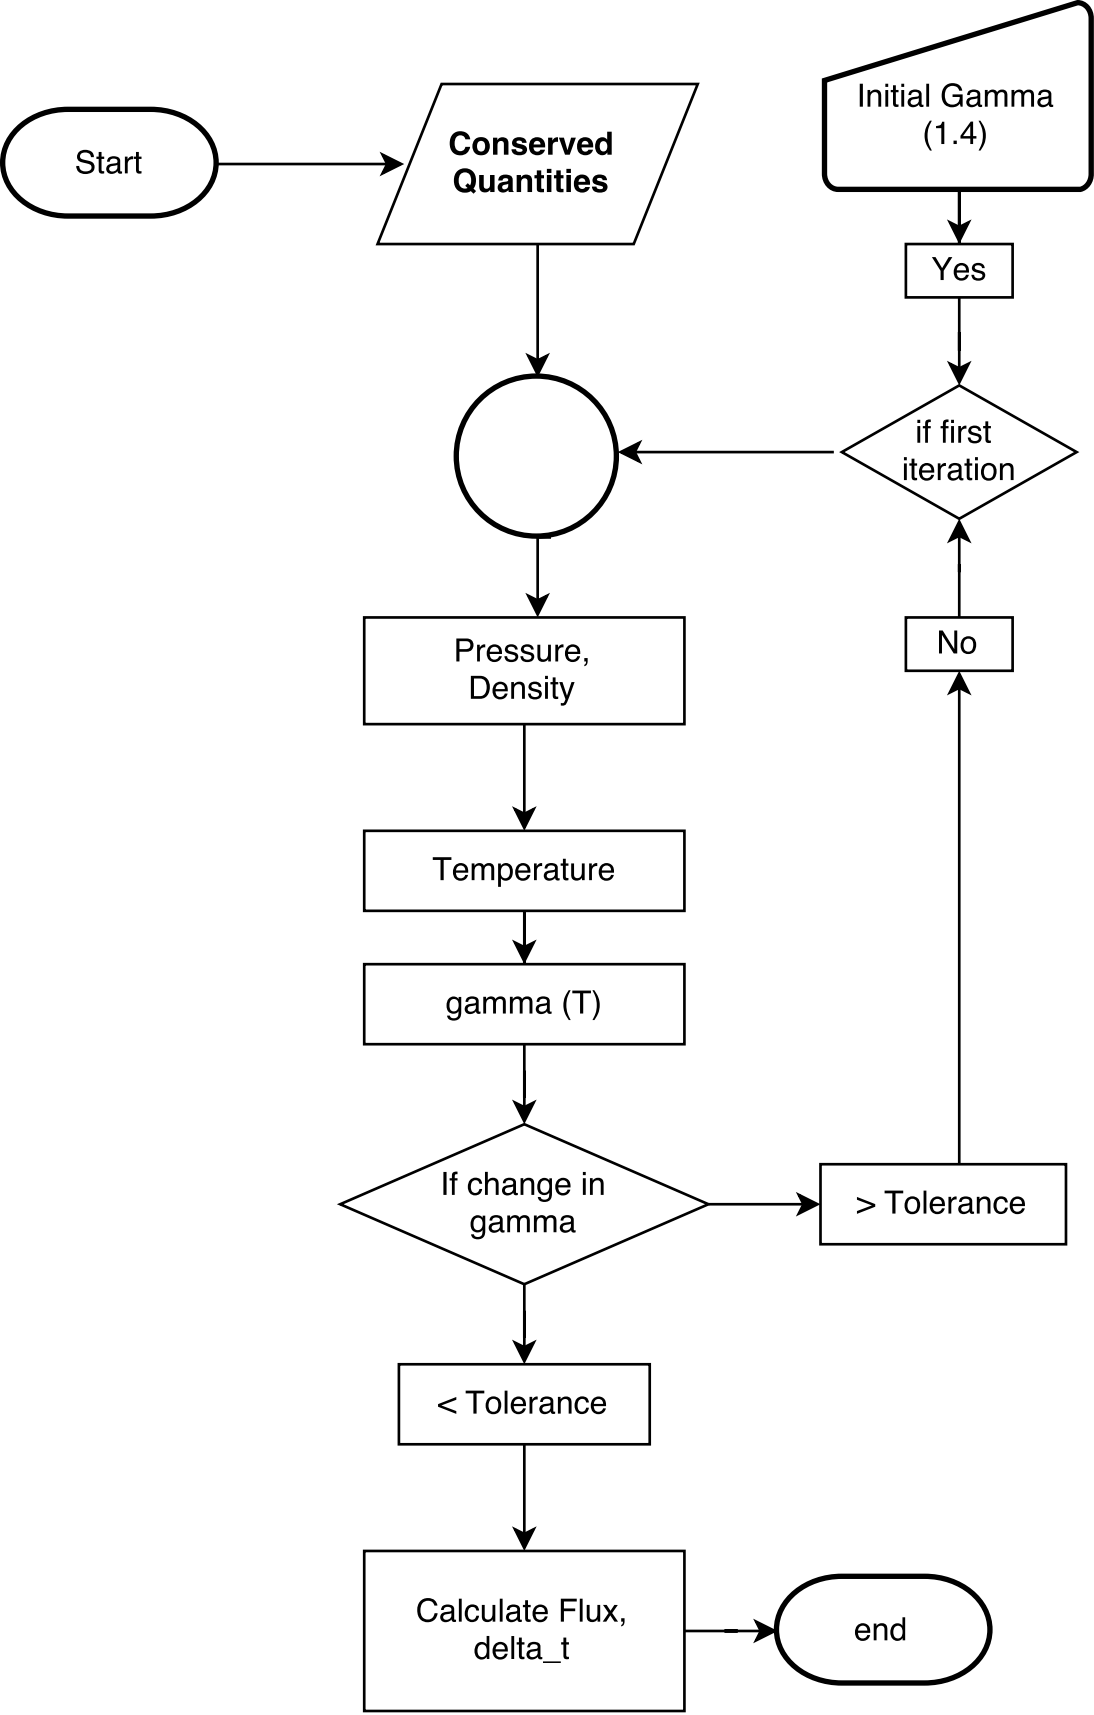 Start
Conserved
Quantities
Initial Gamma
(1.4)
Yes
if first
iteration
No
Pressure,
Density
Temperature
gamma (T)
If change in
gamma
> Tolerance
< Tolerance
Calculate Flux,
delta_t
end